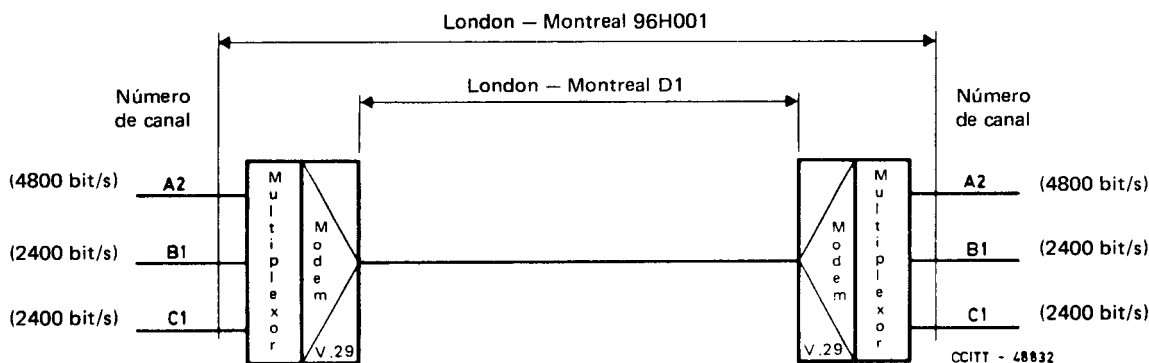 London — Montreal 96H001
London — Montreal D1
Número
de canal
Número
de canal
(4800 bit/s) A2
A2 (4800 bit/s)
(2400 bit/s) B1
B1 (2400 bit/s)
(2400 bit/s) C1
C1 (2400 bit/s)
Multiplexor
Modem
V.29
Modem
V.29
Multiplexor
CCITT - 48832